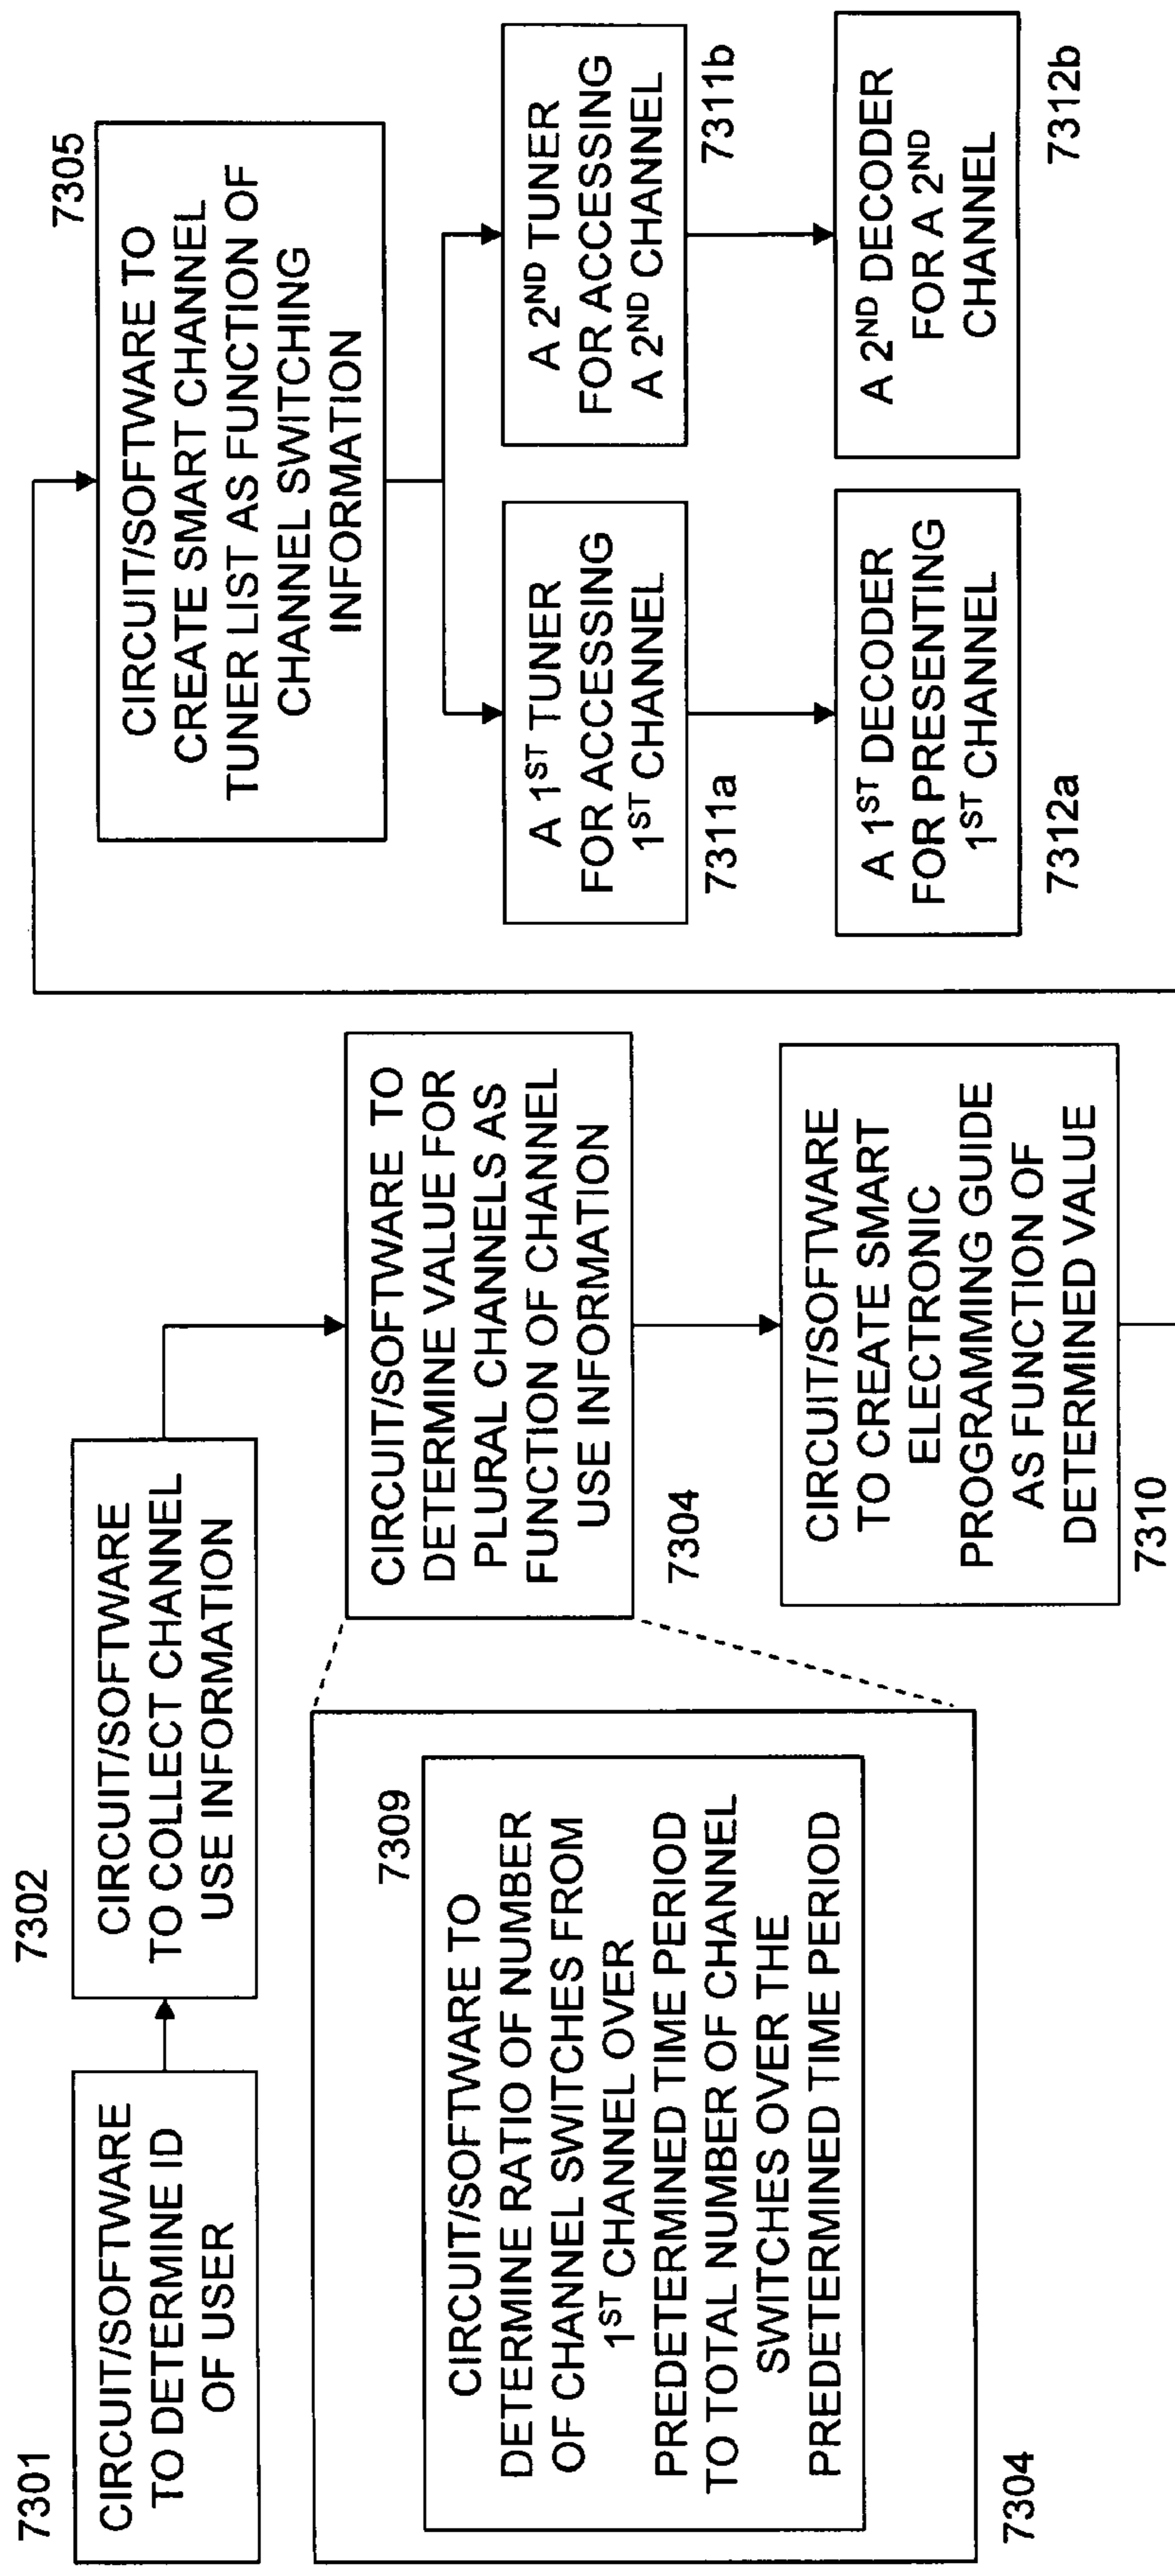 7301
CIRCUIT/SOFTWARE
TO DETERMINE ID
OF USER
7302
CIRCUIT/SOFTWARE
TO COLLECT CHANNEL
USE INFORMATION
7309
CIRCUIT/SOFTWARE TO
DETERMINE RATIO OF NUMBER
OF CHANNEL SWITCHES FROM
1ST CHANNEL OVER
PREDETERMINED TIME PERIOD
TO TOTAL NUMBER OF CHANNEL
SWITCHES OVER THE
PREDETERMINED TIME PERIOD
7304
CIRCUIT/SOFTWARE TO
DETERMINE VALUE FOR
PLURAL CHANNELS AS
FUNCTION OF CHANNEL
USE INFORMATION
7304
CIRCUIT/SOFTWARE
TO CREATE SMART
ELECTRONIC
PROGRAMMING GUIDE
AS FUNCTION OF
DETERMINED VALUE
7310
7305
CIRCUIT/SOFTWARE TO
CREATE SMART CHANNEL
TUNER LIST AS FUNCTION OF
CHANNEL SWITCHING
INFORMATION
A 1ST TUNER
FOR ACCESSING
1ST CHANNEL
7311a
A 2ND TUNER
FOR ACCESSING
A 2ND CHANNEL
7311b
A 1ST DECODER
FOR PRESENTING
1ST CHANNEL
7312a
A 2ND DECODER
FOR A 2ND
CHANNEL
7312b